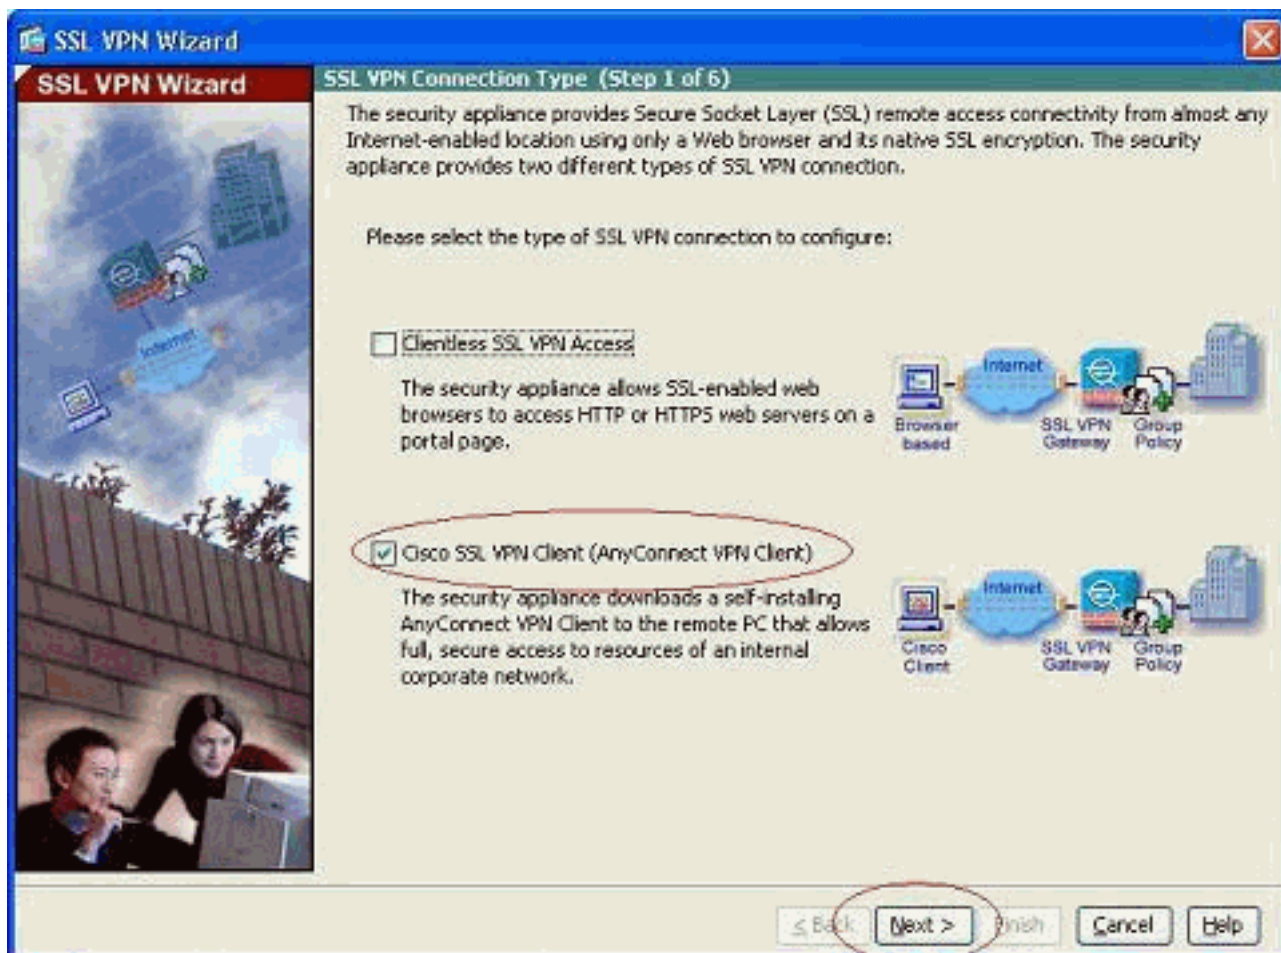 SSL VPN Wizard
SSL VPN Wizard
SSL VPN Connection Type (Step 1 of 6)
The security appliance provides Secure Socket Layer (SSL) remote access connectivity from almost any
Internet-enabled location using only a Web browser and its native SSL encryption. The security
appliance provides two different types of SSL VPN connection.
Please select the type of SSL VPN connection to configure:
Clientless SSL VPN Access
The security appliance allows SSL-enabled web
browsers to access HTTP or HTTPS web servers on a
portal page.
Internet
Browser
based
SSL VPN
Gateway
Group
Policy
Cisco SSL VPN Client (AnyConnect VPN Client)
The security appliance downloads a self-installing
AnyConnect VPN Client to the remote PC that allows
full, secure access to resources of an internal
corporate network.
Internet
Cisco
Client
SSL VPN
Gateway
Group
Policy
Internet
< Back
Next >
Finish
Cancel
Help